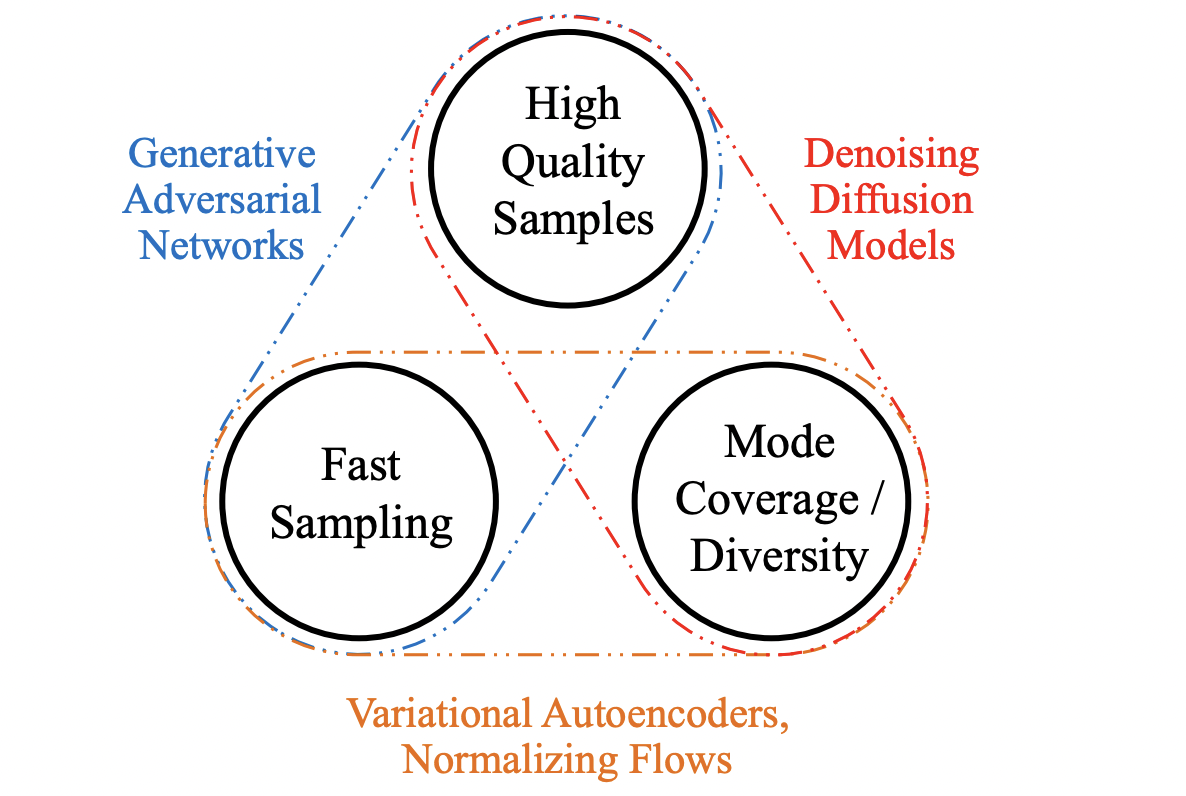 High
Quality
Samples
Generative
Adversarial
Networks
Denoising
Diffusion
Models
Fast
Sampling
Mode
Coverage /
Diversity
Variational Autoencoders,
Normalizing Flows